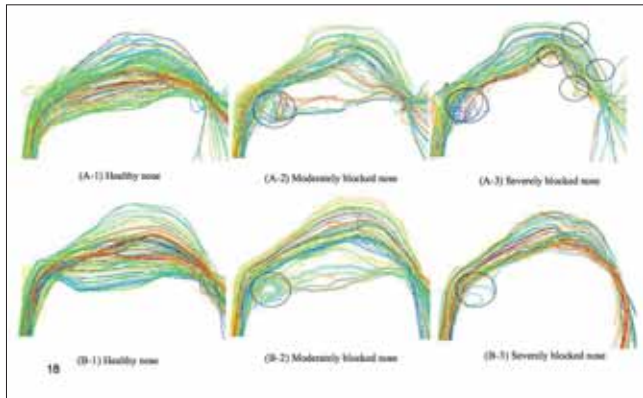 (A-1) Healthy nose
(A-2) Moderately blocked nose
(A-3) Severely blocked nose
(B-1) Healthy nose
(B-2) Moderately blocked nose
(B-3) Severely blocked nose
18